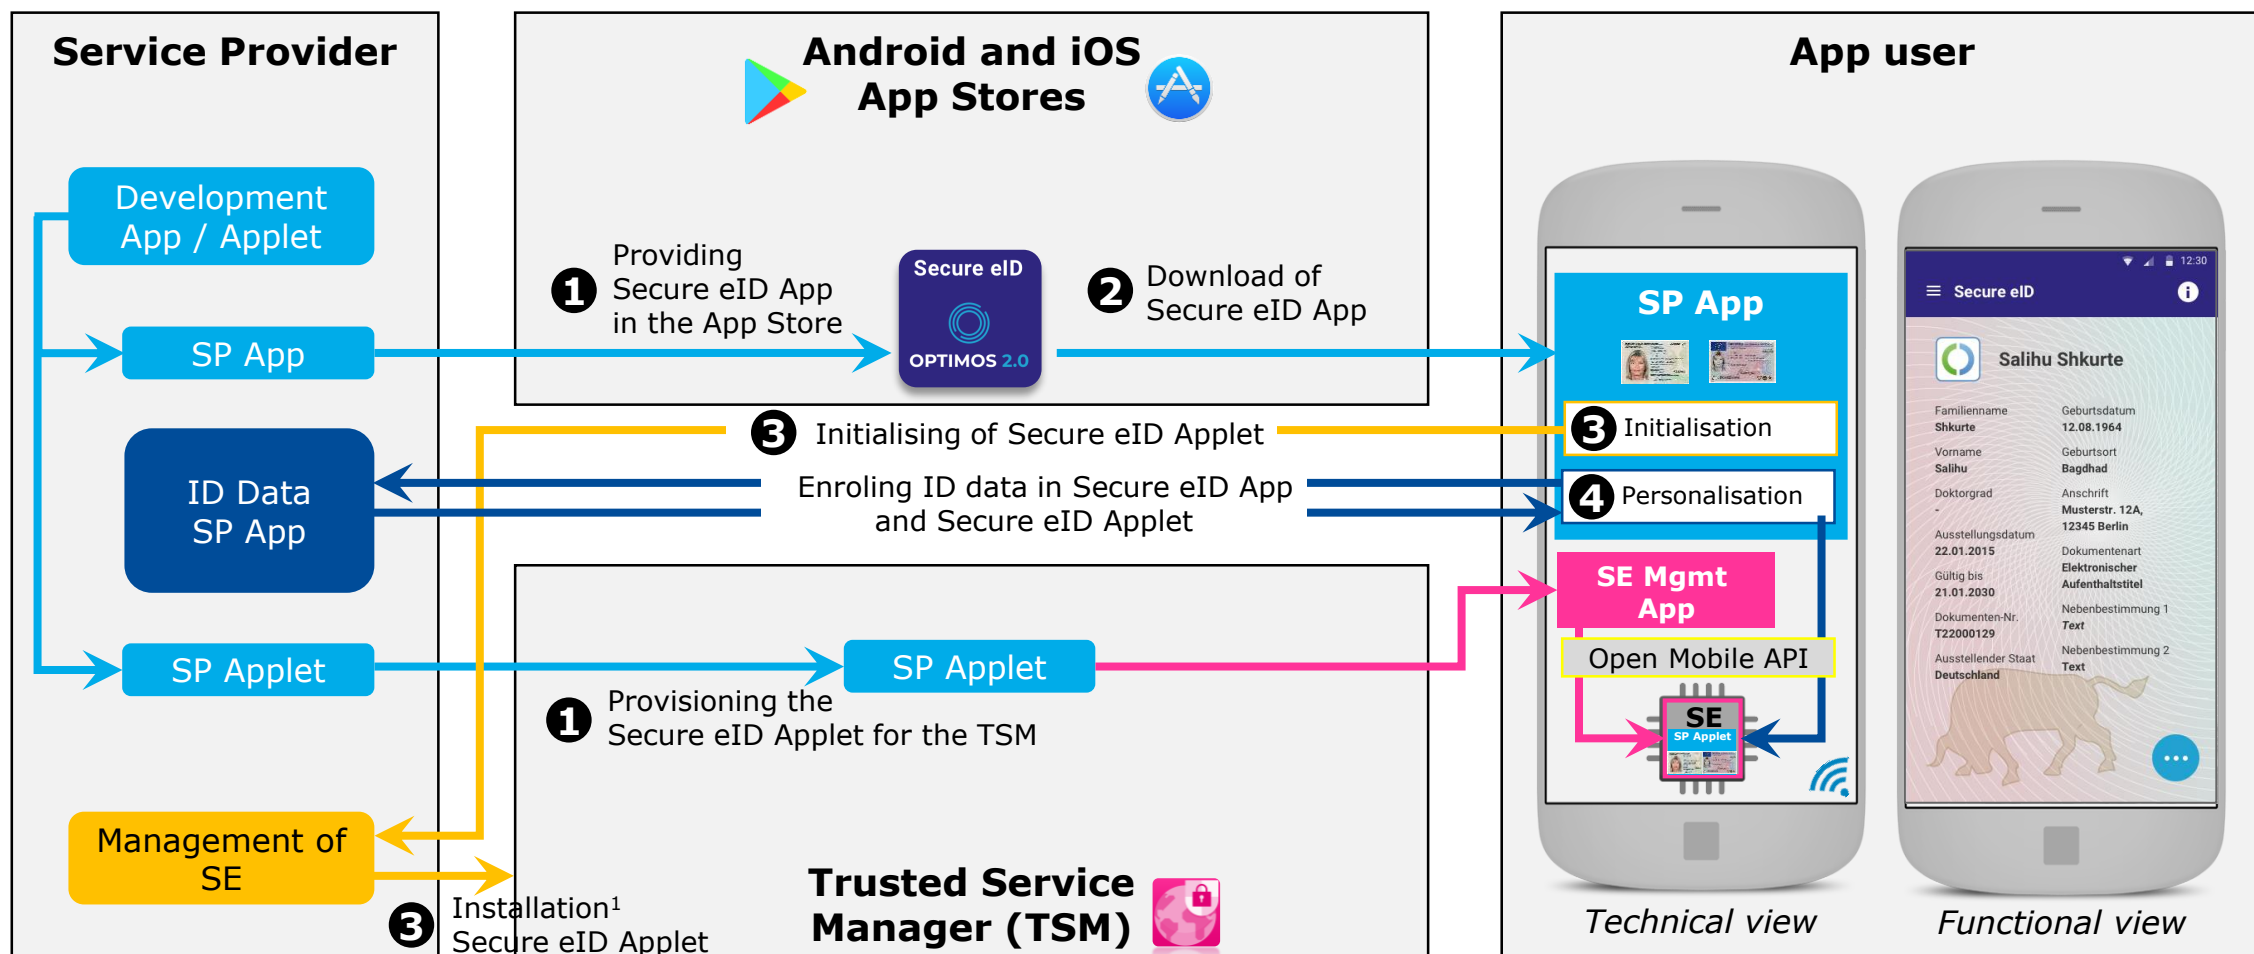 Service Provider
Development
App / Applet
SP App
ID Data
SP App
SP Applet
Management of
SE
Android and iOS
App Stores
1
Providing
Secure eID App
in the App Store
Secure eID
OPTIMOS 2.0
2
Download of
Secure eID App
3 Initialising of Secure eID Applet
Enroling ID data in Secure eID App
and Secure eID Applet
SP Applet
1
Provisioning the
Secure eID Applet for the TSM
3
Installation1
Secure eID Applet
Trusted Service
Manager (TSM)
App user
SP App
3 Initialisation
4 Personalisation
SE Mgmt
App
Open Mobile API
SE
SP Applet
Technical view
12:30
Secure eID
i
Salihu Shkurte
Familienname
Shkurte
Vorname
Salihu
Doktorgrad
-
Ausstellungsdatum
22.01.2015
Gültig bis
21.01.2030
Dokumenten-Nr.
T22000129
Ausstellender Staat
Deutschland
Geburtsdatum
12.08.1964
Geburtsort
Bagdhad
Anschrift
Musterstr. 12A,
12345 Berlin
Dokumentenart
Elektronischer
Aufenthaltstitel
Nebenbestimmung 1
Text
Nebenbestimmung 2
Text
Functional view